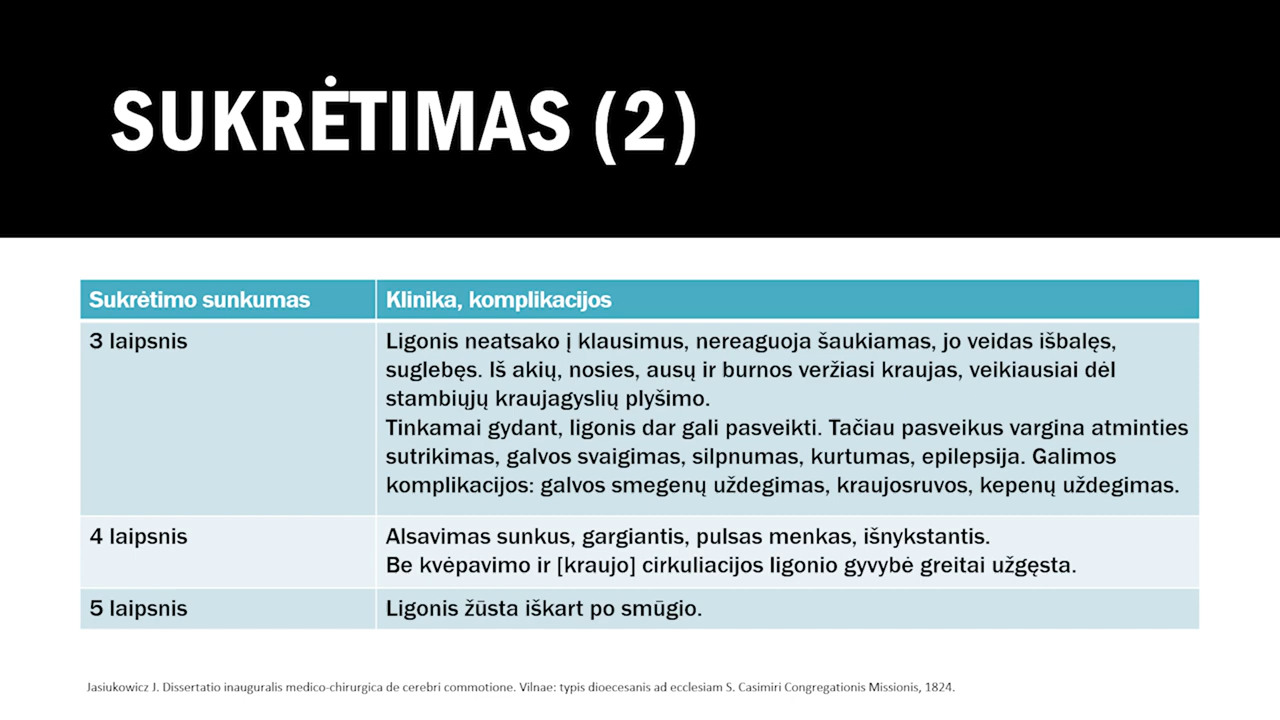 SUKRĖTIMAS (2)
Sukrėtimo sunkumas
Klinika, komplikacijos
3 laipsnis
Ligonis neatsako į klausimus, nereaguoja šaukiamas, jo veidas išbalęs,
suglebęs. Iš akių, nosies, ausų ir burnos veržiasi kraujas, veikiausiai dėl
stambiųjų kraujagyslių plyšimo.
Tinkamai gydant, ligonis dar gali pasveikti. Tačiau pasveikus vargina atminties
sutrikimas, galvos svaigimas, silpnumas, kurtumas, epilepsija. Galimos
komplikacijos: galvos smegenų uždegimas, kraujosruvos, kepenų uždegimas.
4 laipsnis
Alsavimas sunkus, gargiantis, pulsas menkas, išnykstantis.
Be kvėpavimo ir [kraujo] cirkuliacijos ligonio gyvybė greitai užgęsta.
5 laipsnis
Ligonis žūsta iškart po smūgio.
Jasiukowicz J. Dissertatio inauguralis medico-chirurgica de cerebri commotione. Vilnae: typis dioecesanis ad ecclesiam S. Casimiri Congregationis Missionis, 1824.